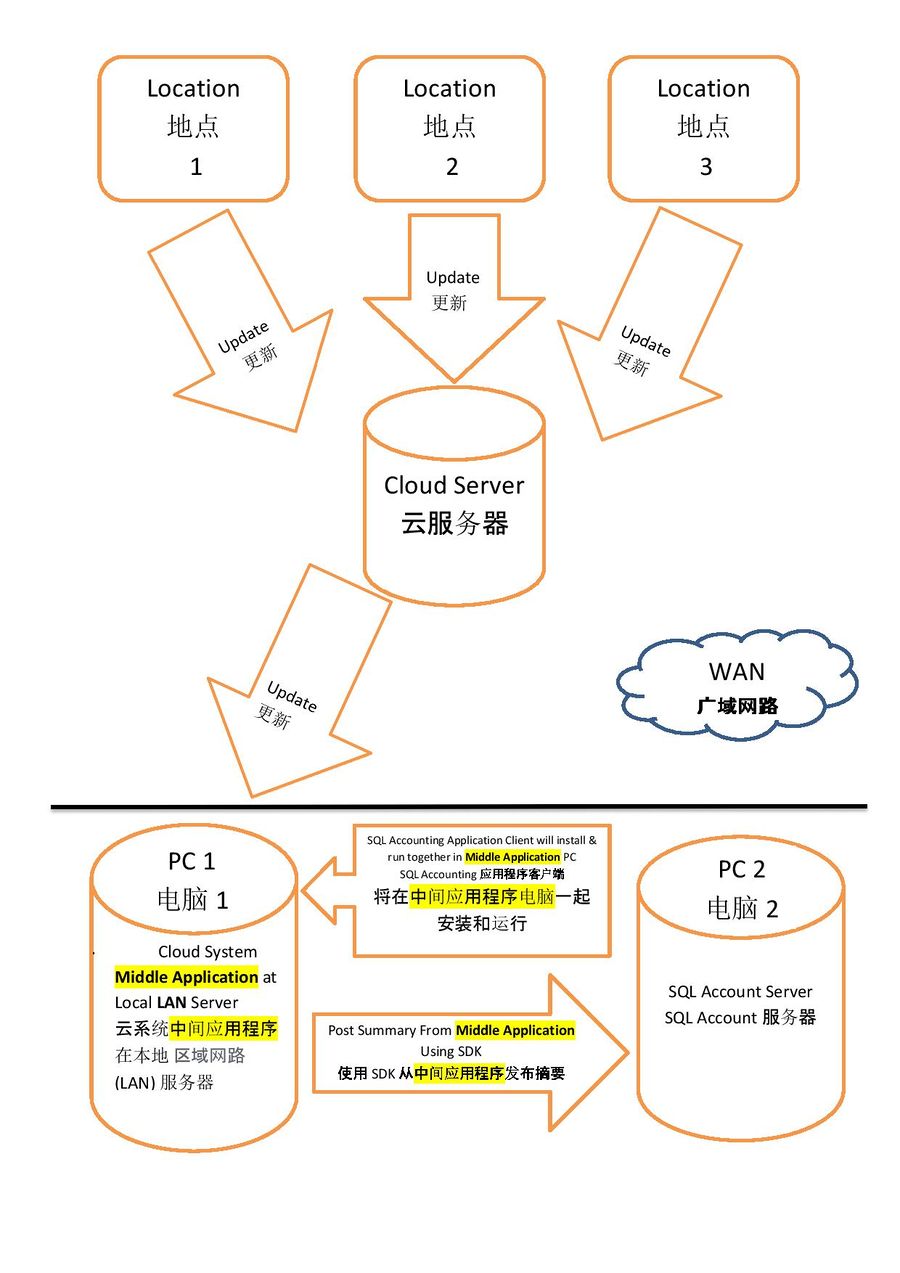 Location
地点
1
Location
地点
2
Location
地点
3
Update
更新
Update
更新
Update
更新
Cloud Server
云服务器
Update
更新
WAN
广域网路
PC 1
电脑 1
Cloud System
Middle Application at
Local LAN Server
云系统中间应用程序
在本地 区域网路
(LAN) 服务器
SQL Accounting Application Client will install &
run together in Middle Application PC
SQL Accounting 应用程序客户端
将在中间应用程序电脑一起
安装和运行
Post Summary From Middle Application
Using SDK
使用 SDK 从中间应用程序发布摘要
PC 2
电脑 2
SQL Account Server
SQL Account 服务器